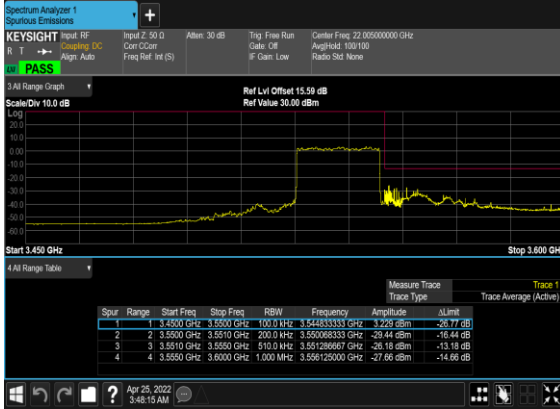 Spectrum Analyzer 1
Spurious Emissions
+
KEYSIGHT Input: RF Input Z: 50 Ω Atten: 30 dB Trig: Free Run Center Freq: 22.005000000 GHz
R T Coupling: DC Corr CCorr Gate: Off Avg|Hold: 100/100
Align: Auto Freq Ref: Int (S) IF Gain: Low Radio Std: None
PASS
3 All Range Graph
Ref Lvl Offset 15.59 dB
Scale/Div 10.0 dB Ref Value 30.00 dBm
Log
20.0
10.0
0.00
-10.0
-20.0
-30.0
-40.0
-50.0
-60.0
Start 3.450 GHz Stop 3.600 GH
4 All Range Table
Measure Trace Trace 1
Trace Type Trace Average (Active)
Spur Range Start Freq Stop Freq RBW Frequency Amplitude ΔLimit
1 1 3.4500 GHz 3.5500 GHz 100.0 kHz 3.544833333 GHz 3.229 dBm -26.77 dB
2 2 3.5500 GHz 3.5510 GHz 200.0 kHz 3.550068333 GHz -29.44 dBm -16.44 dB
3 3 3.5510 GHz 3.5550 GHz 510.0 kHz 3.551286667 GHz -26.18 dBm -13.18 dB
4 4 3.5550 GHz 3.6000 GHz 1.000 MHz 3.556125000 GHz -27.66 dBm -14.66 dB
? Apr 25, 2022
3:48:15 AM